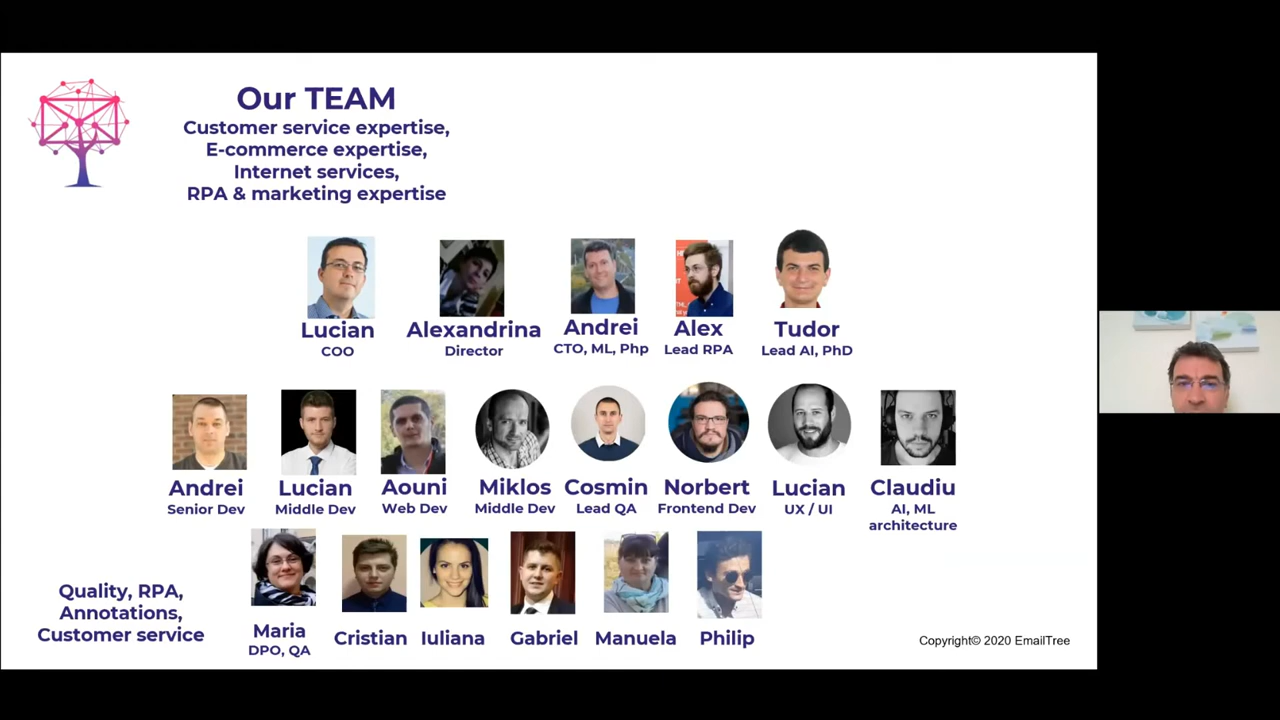 Our TEAM
Customer service expertise,
E-commerce expertise,
Internet services,
RPA & marketing expertise
Lucian
COO
Alexandrina
Director
Andrei
CTO, ML, Php
Alex
Lead RPA
Tudor
Lead AI, PhD
Andrei
Senior Dev
Lucian
Middle Dev
Aouni
Web Dev
Miklos
Middle Dev
Cosmin
Lead QA
Norbert
Frontend Dev
Lucian
UX / UI
Claudiu
AI, ML
architecture
Quality, RPA,
Annotations,
Customer service
Maria
DPO, QA
Cristian
Iuliana
Gabriel
Manuela
Philip
Copyright© 2020 EmailTree